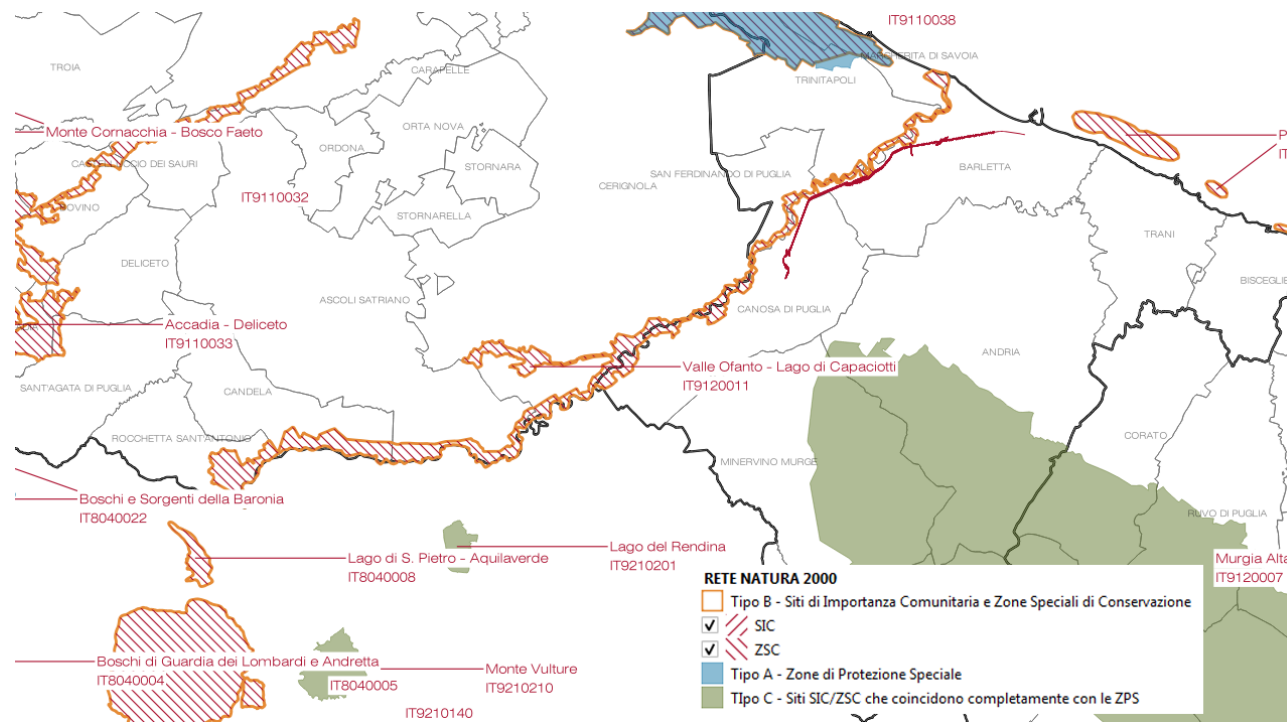 IT9110038
TROIA
CARAPELLE
MARGHERITA DI SAVOIA
TRINITAPOLI
Monte Cornacchia - Bosco Faeto
ORTA NOVA
ORDONA
P
IT
CASTELLUCCIO DEI SAURI
STORNARA
BARLETTA
SAN FERDINANDO DI PUGLIA
CERIGNOLA
IT9110032
BOVINO
STORNARELLA
TRANI
DELICETO
BISCEGLIE
ASCOLI SATRIANO
CANOSA DI PUGLIA
Accadia - Deliceto
IT9110033
ANDRIA
Valle Ofanto - Lago di Capaciotti
IT9120011
SANT'AGATA DI PUGLIA
CANDELA
ROCCHETTA SANT'ANTONIO
CORATO
MINERVINO MURGE
Boschi e Sorgenti della Baronia
IT8040022
RUVO DI PUGLIA
Lago del Rendina
IT9210201
Lago di S. Pietro - Aquilaverde
IT8040008
Murgia Alta
IT9120007
RETE NATURA 2000
Tipo B - Siti di Importanza Comunitaria e Zone Speciali di Conservazione
SIC
ZSC
Tipo A - Zone di Protezione Speciale
TIpo C - Siti SIC/ZSC che coincidono completamente con le ZPS
Boschi di Guardia dei Lombardi e Andretta
IT8040004
IT8040005
Monte Vulture
IT9210210
IT9210140